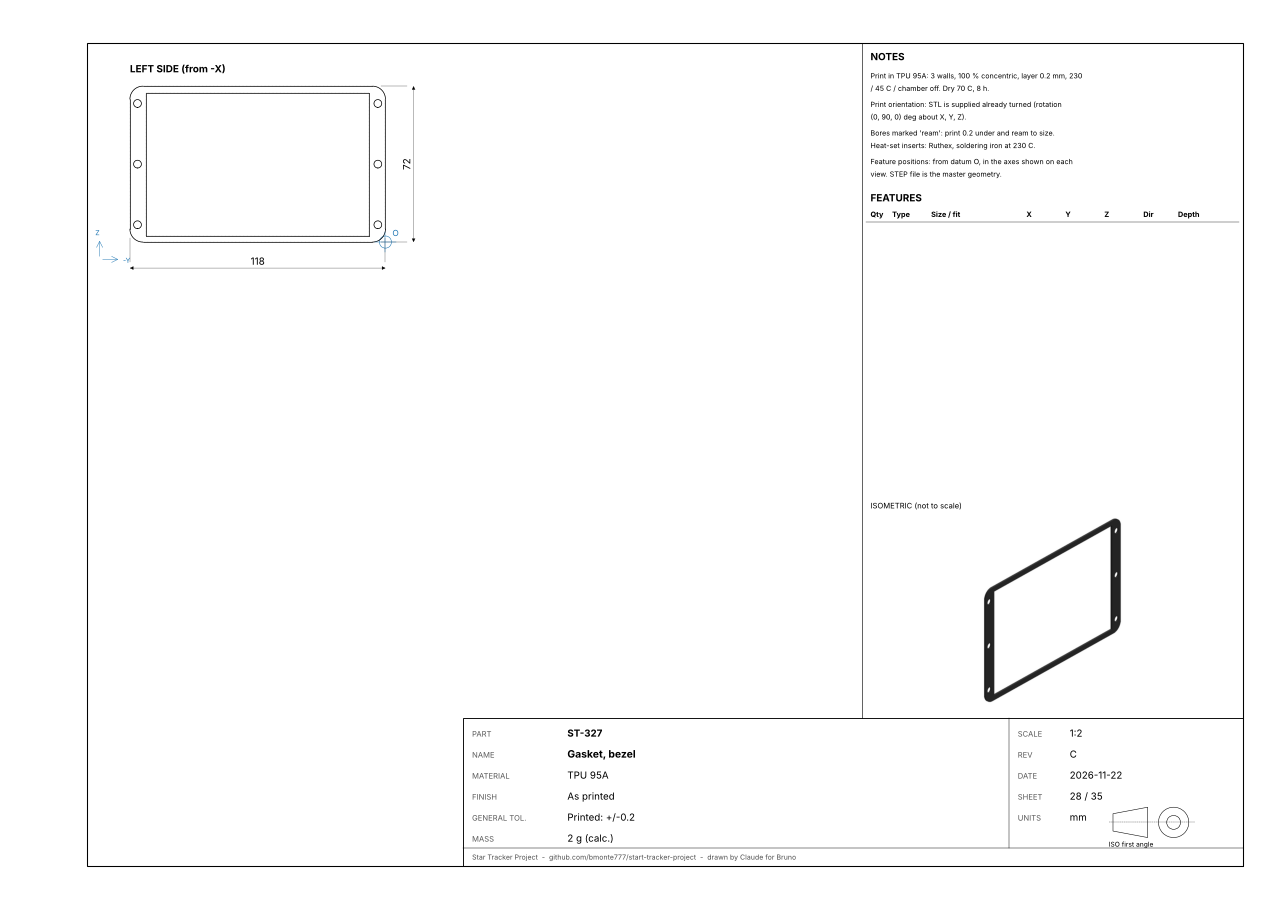 LEFT SIDE (from -X)
72
Z
O
-Y
118
NOTES
Print in TPU 95A: 3 walls, 100 % concentric, layer 0.2 mm, 230
/ 45 C / chamber off. Dry 70 C, 8 h.
Print orientation: STL is supplied already turned (rotation
(0, 90, 0) deg about X, Y, Z).
Bores marked 'ream': print 0.2 under and ream to size.
Heat-set inserts: Ruthex, soldering iron at 230 C.
Feature positions: from datum O, in the axes shown on each
view. STEP file is the master geometry.
FEATURES
Qty Type Size / fit X Y Z Dir Depth
ISOMETRIC (not to scale)
PART ST-327
NAME Gasket, bezel
MATERIAL TPU 95A
FINISH As printed
GENERAL TOL. Printed: +/-0.2
MASS 2 g (calc.)
SCALE 1:2
REV C
DATE 2026-11-22
SHEET 28 / 35
UNITS mm
ISO first angle
Star Tracker Project - github.com/bmonte777/start-tracker-project - drawn by Claude for Bruno